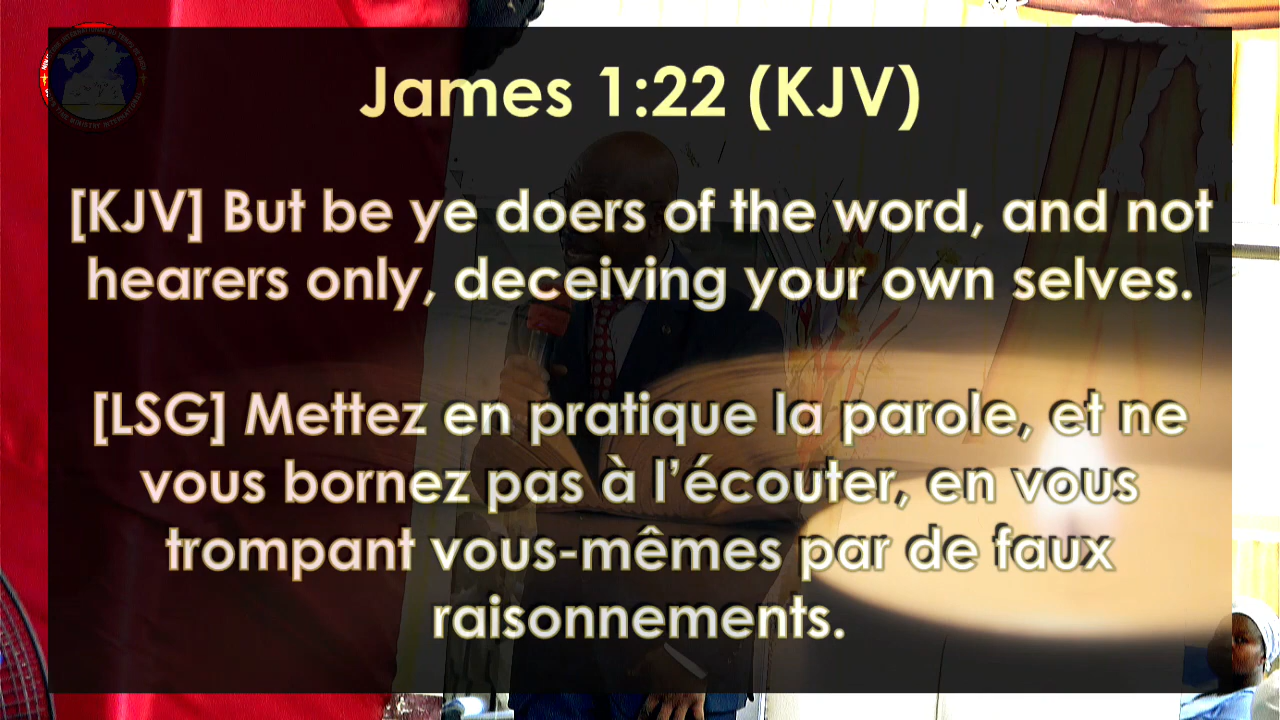 James 1:22 (KJV)
[KJV] But be ye doers of the word, and not
hearers only, deceiving your own selves.
[LSG] Mettez en pratique la parole, et ne
vous bornez pas à l’écouter, en vous
trompant vous-mêmes par de faux
raisonnements.